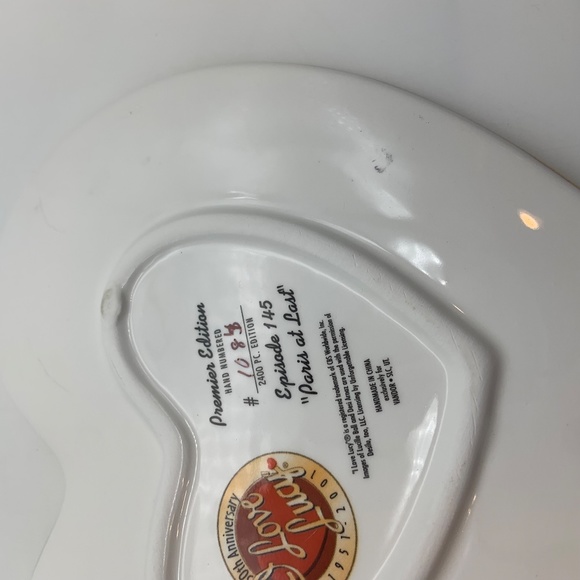 Premier Edition
HAND NUMBERED
# 1083
2400 PC. EDITION
Episode 145
"Paris at Last"
"I Love Lucy"® is a registered trademark of CBS Worldwide, Inc.
Images of Lucille Ball and Desi Arnaz are used with the permission of
Desilu, too, LLC. Licensing by Unforgettable Licensing.
HANDMADE IN CHINA
exclusively for
VANDOR • SLC, UT.
0th Anniversary
I Love
Lucy
®
1951-2001